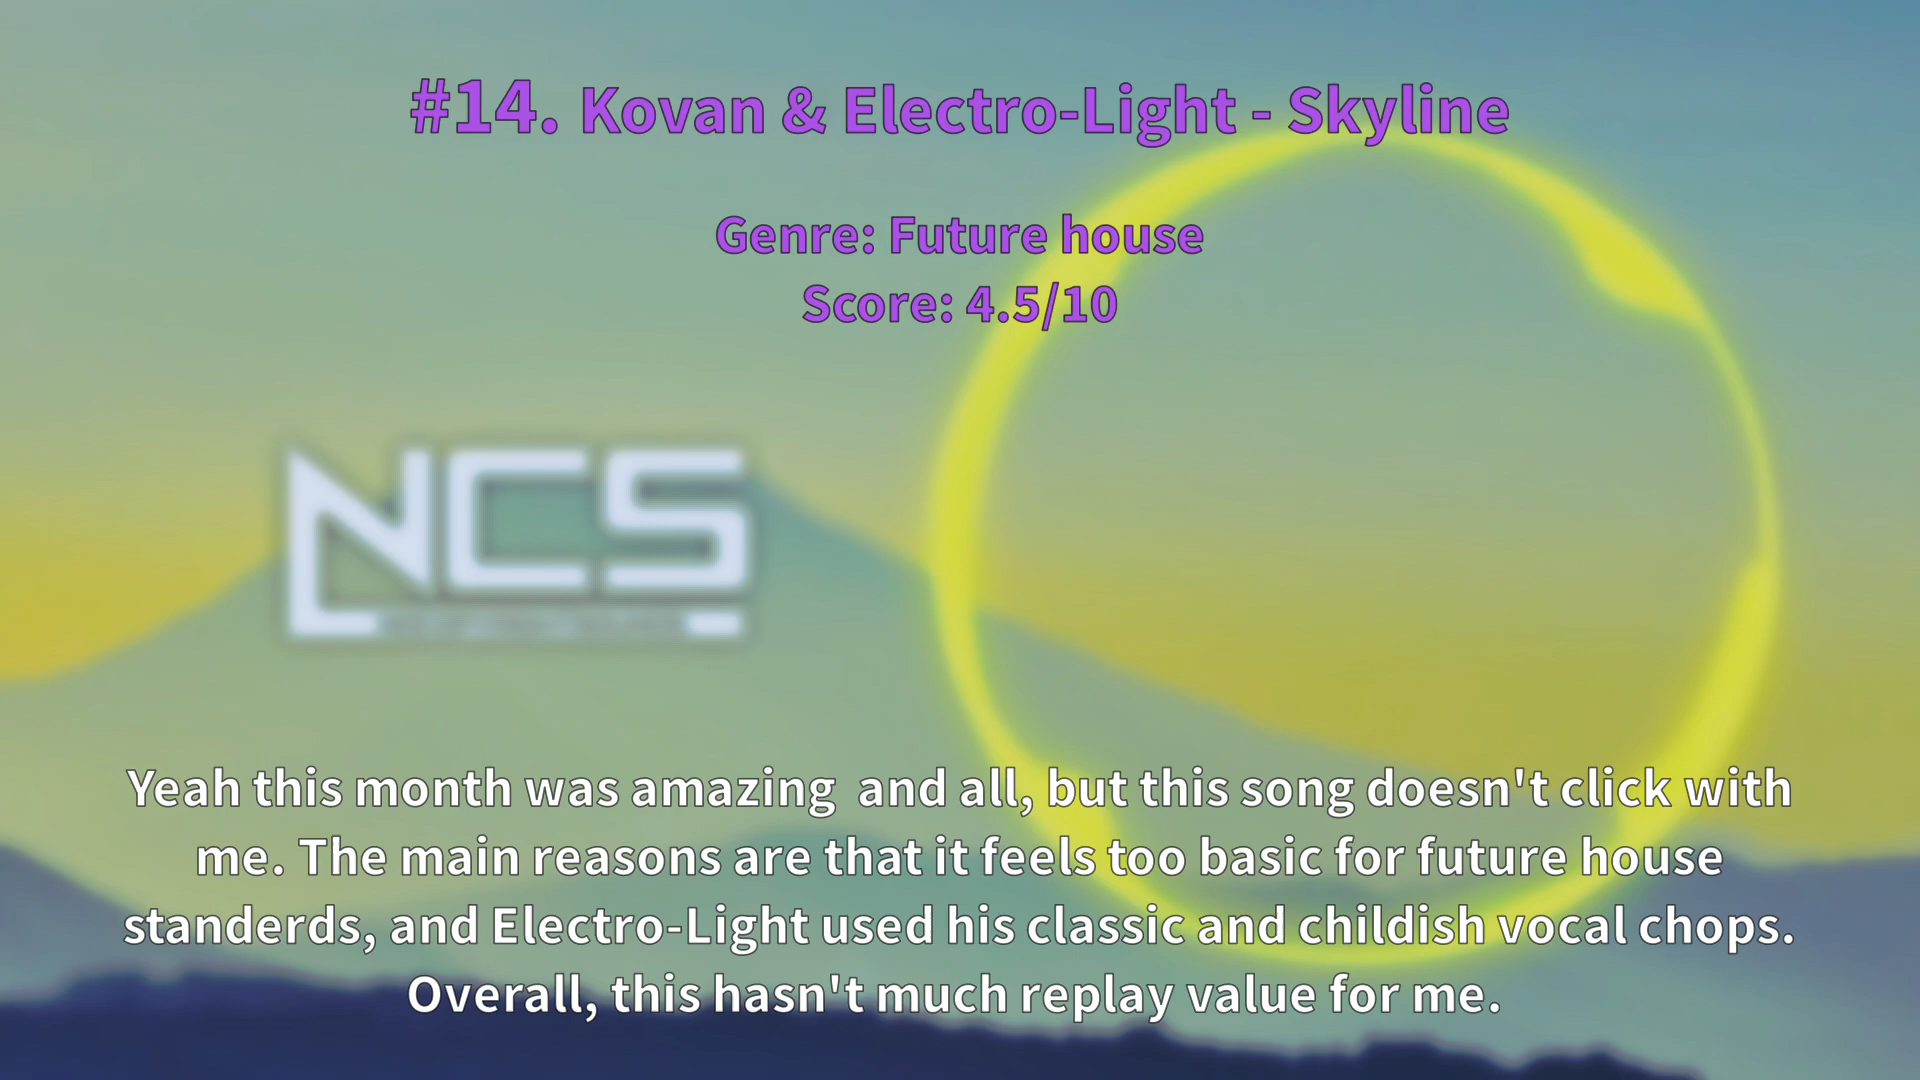 #14. Kovan & Electro-Light - Skyline
Genre: Future house
Score: 4.5/10
NCS
Yeah this month was amazing  and all, but this song doesn't click with
me. The main reasons are that it feels too basic for future house
standerds, and Electro-Light used his classic and childish vocal chops.
Overall, this hasn't much replay value for me.